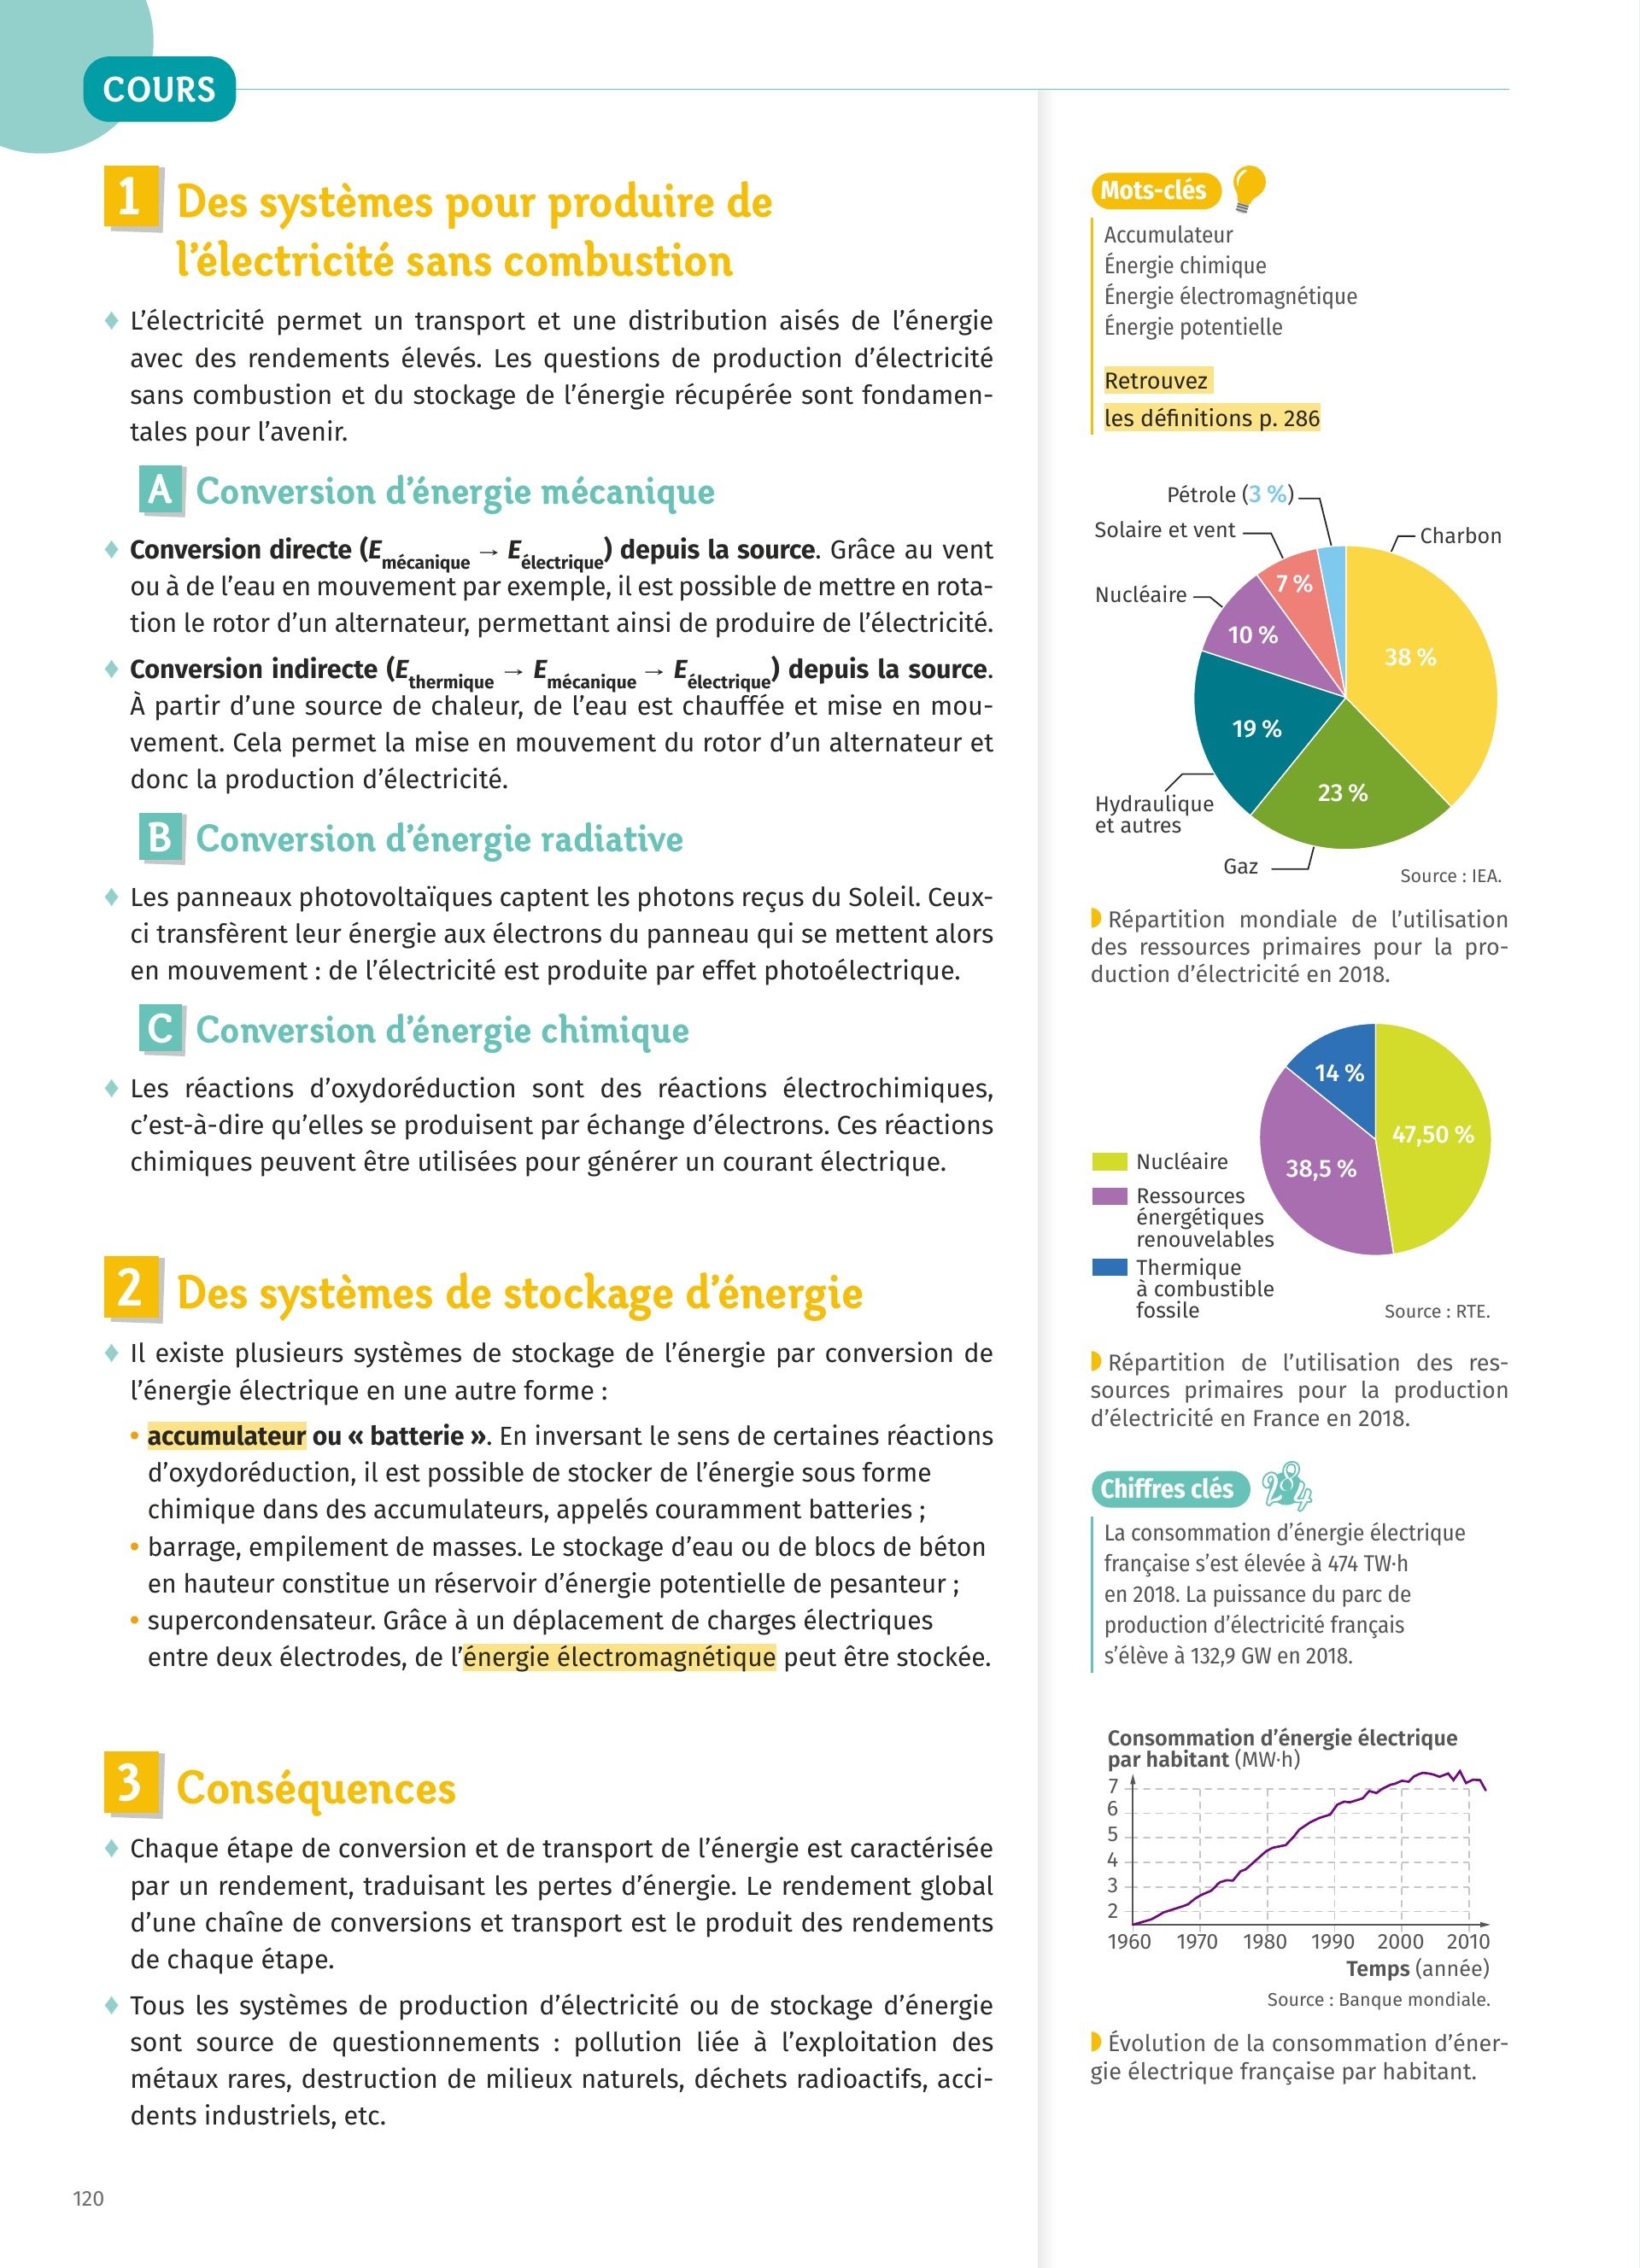 COURS
1 Des systèmes pour produire de
l'électricité sans combustion
♦ L'électricité permet un transport et une distribution aisés de l'énergie
avec des rendements élevés. Les questions de production d'électricité
sans combustion et du stockage de l'énergie récupérée sont fondamen-
tales pour l'avenir.
A Conversion d'énergie mécanique
♦ Conversion directe (Emécanique → Eélectrique) depuis la source. Grâce au vent
ou à de l'eau en mouvement par exemple, il est possible de mettre en rota-
tion le rotor d'un alternateur, permettant ainsi de produire de l'électricité.
♦ Conversion indirecte (Ethermique → Emécanique → Eélectrique) depuis la source.
À partir d'une source de chaleur, de l'eau est chauffée et mise en mou-
vement. Cela permet la mise en mouvement du rotor d'un alternateur et
donc la production d'électricité.
B Conversion d'énergie radiative
♦ Les panneaux photovoltaïques captent les photons reçus du Soleil. Ceux-
ci transfèrent leur énergie aux électrons du panneau qui se mettent alors
en mouvement : de l'électricité est produite par effet photoélectrique.
C Conversion d'énergie chimique
♦ Les réactions d'oxydoréduction sont des réactions électrochimiques,
c'est-à-dire qu'elles se produisent par échange d'électrons. Ces réactions
chimiques peuvent être utilisées pour générer un courant électrique.
2 Des systèmes de stockage d'énergie
♦ Il existe plusieurs systèmes de stockage de l'énergie par conversion de
l'énergie électrique en une autre forme :
• accumulateur ou « batterie ». En inversant le sens de certaines réactions
d'oxydoréduction, il est possible de stocker de l'énergie sous forme
chimique dans des accumulateurs, appelés couramment batteries ;
• barrage, empilement de masses. Le stockage d'eau ou de blocs de béton
en hauteur constitue un réservoir d'énergie potentielle de pesanteur ;
• supercondensateur. Grâce à un déplacement de charges électriques
entre deux électrodes, de l'énergie électromagnétique peut être stockée.
3 Conséquences
♦ Chaque étape de conversion et de transport de l'énergie est caractérisée
par un rendement, traduisant les pertes d'énergie. Le rendement global
d'une chaîne de conversions et transport est le produit des rendements
de chaque étape.
♦ Tous les systèmes de production d'électricité ou de stockage d'énergie
sont source de questionnements : pollution liée à l'exploitation des
métaux rares, destruction de milieux naturels, déchets radioactifs, acci-
dents industriels, etc.
120
Mots-clés
Accumulateur
Énergie chimique
Énergie électromagnétique
Énergie potentielle
Retrouvez
les définitions p. 286
Pétrole (3 %)
Solaire et vent
Charbon
7 %
Nucléaire
10 %
38 %
19 %
23 %
Hydraulique
et autres
Gaz
Source : IEA.
Répartition mondiale de l'utilisation
des ressources primaires pour la pro-
duction d'électricité en 2018.
14 %
47,50 %
38,5 %
Nucléaire
Ressources
énergétiques
renouvelables
Thermique
à combustible
fossile
Source : RTE.
Répartition de l'utilisation des res-
sources primaires pour la production
d'électricité en France en 2018.
Chiffres clés 284
La consommation d'énergie électrique
française s'est élevée à 474 TW·h
en 2018. La puissance du parc de
production d'électricité français
s'élève à 132,9 GW en 2018.
Consommation d'énergie électrique
par habitant (MW·h)
7
6
5
4
3
2
1960 1970 1980 1990 2000 2010
Temps (année)
Source : Banque mondiale.
Évolution de la consommation d'éner-
gie électrique française par habitant.